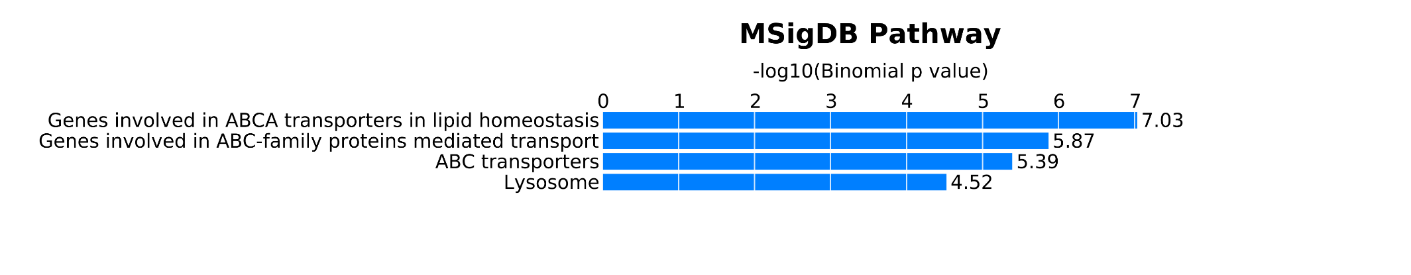 MSigDB Pathway
-log10(Binomial p value)
0 1 2 3 4 5 6 7
Genes involved in ABCA transporters in lipid homeostasis 7.03
Genes involved in ABC-family proteins mediated transport 5.87
ABC transporters 5.39
Lysosome 4.52